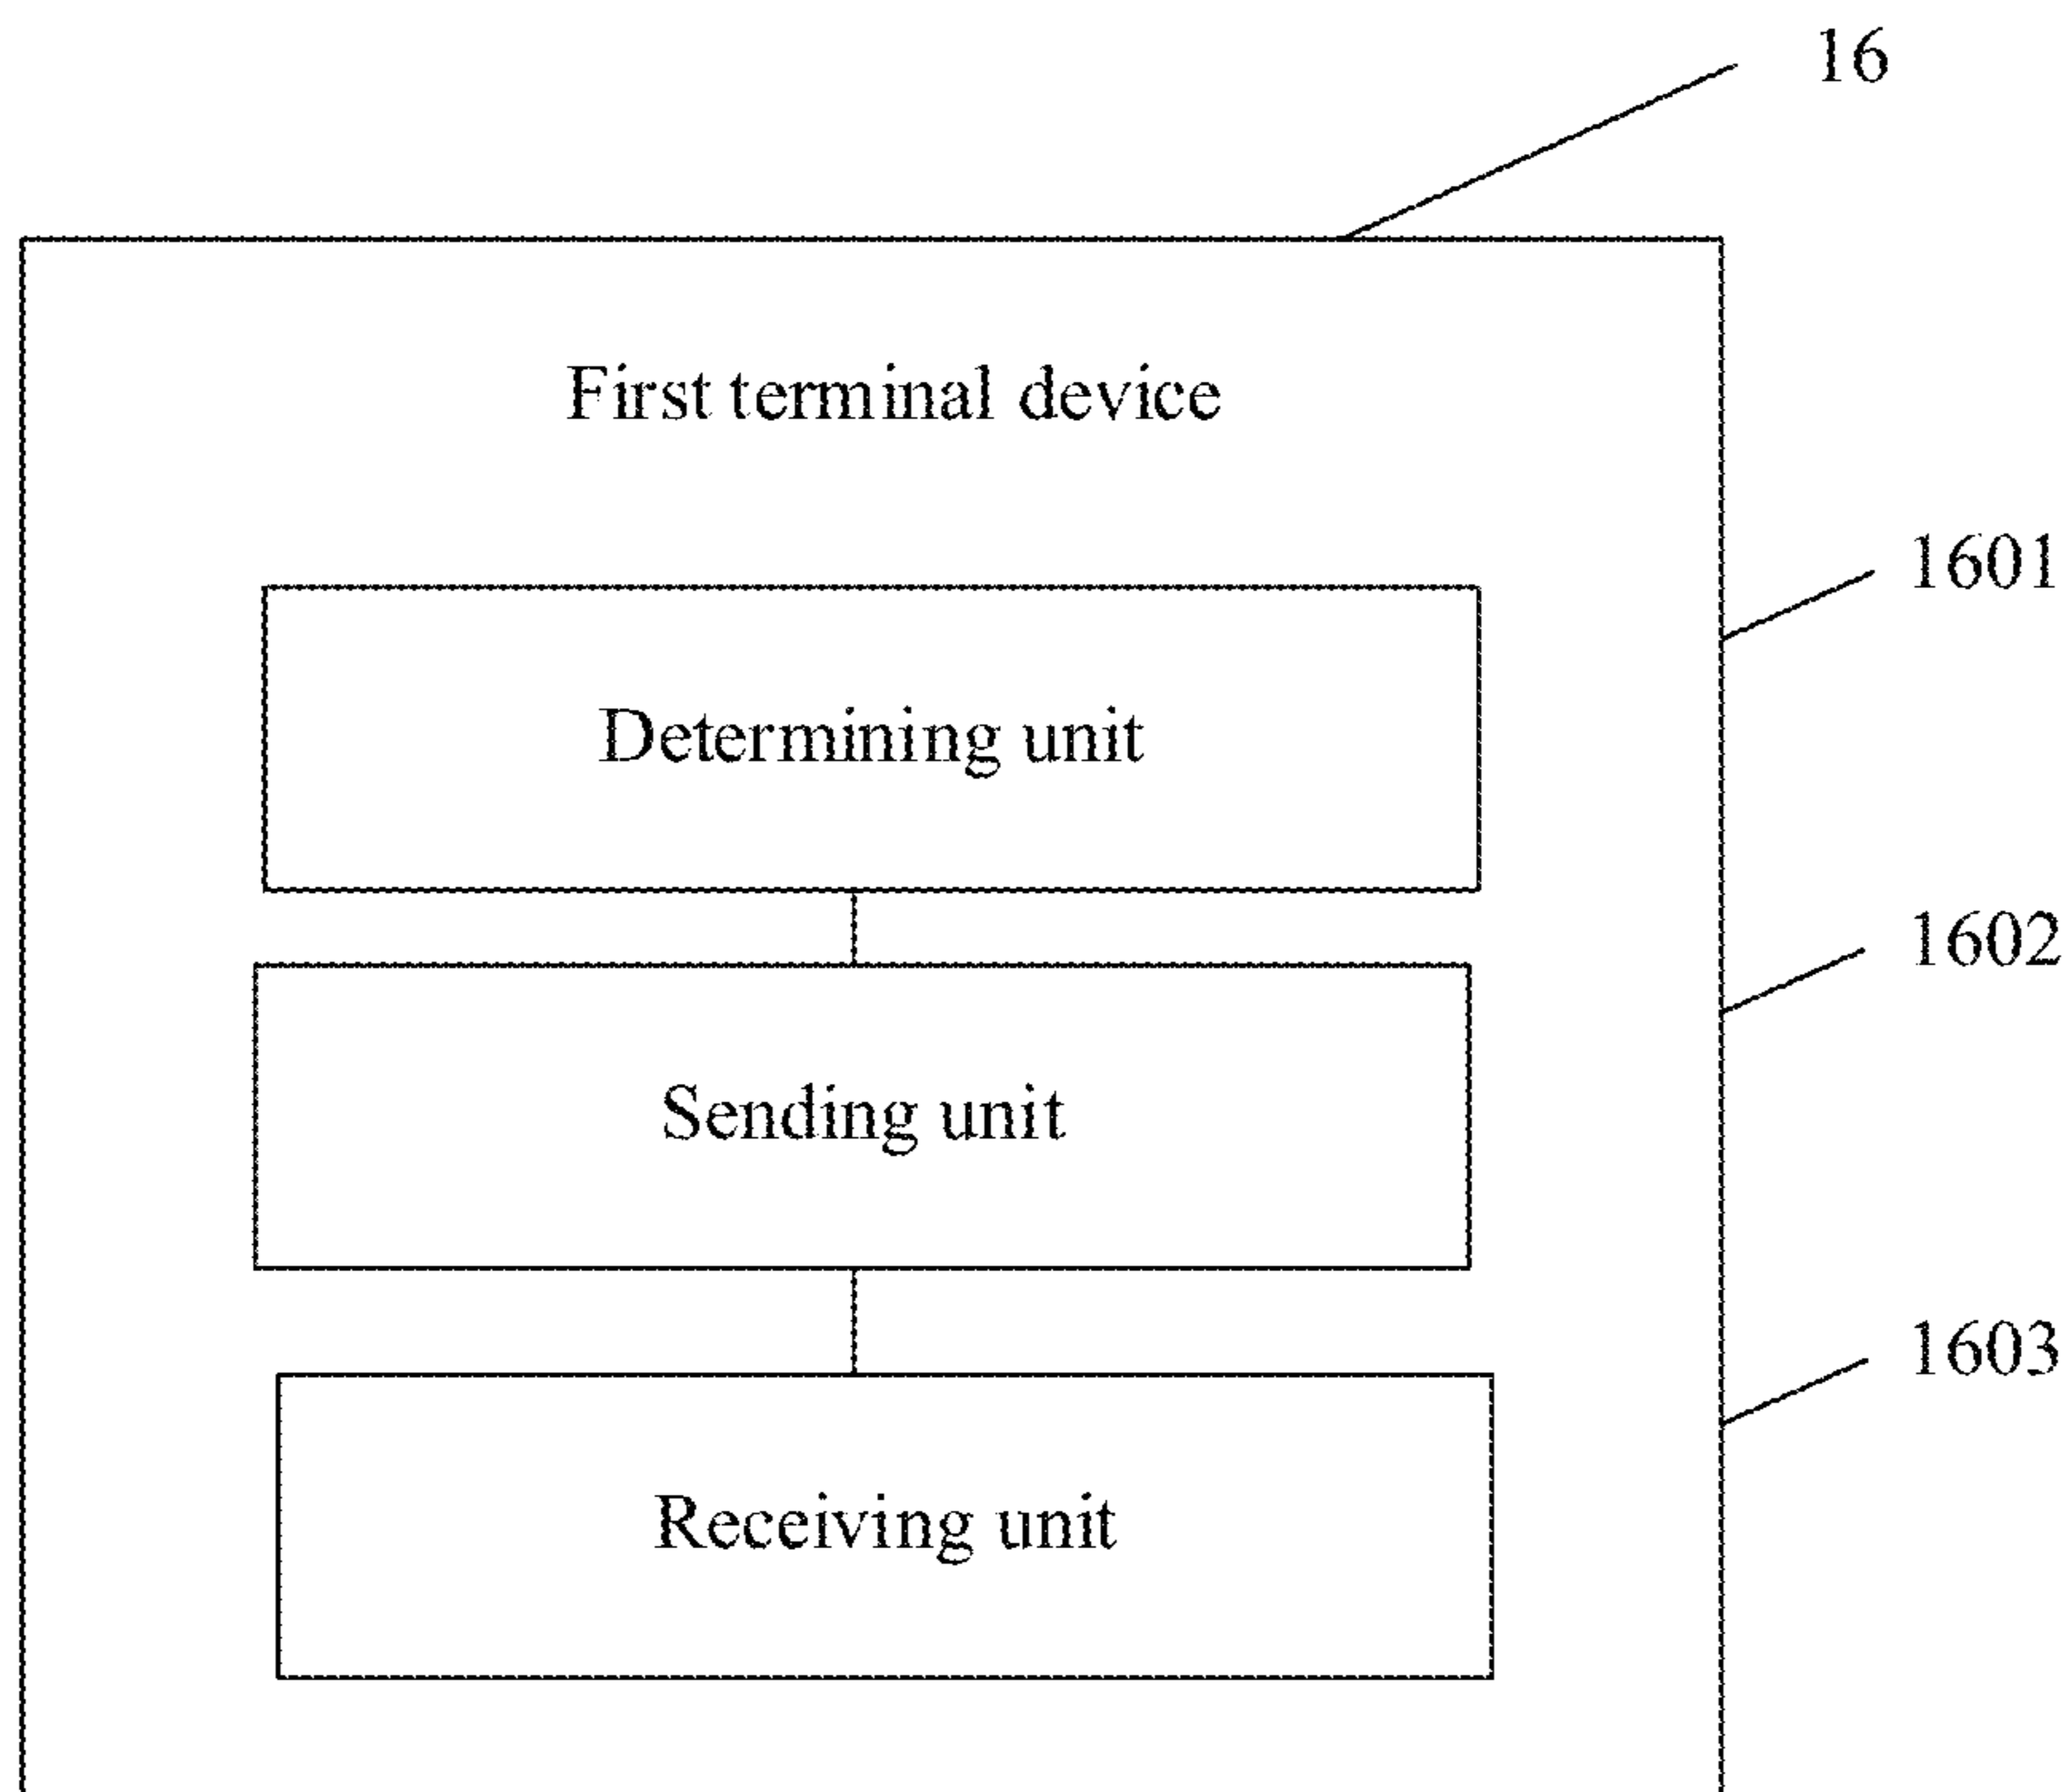 16
First terminal device
1601
Determining unit
1602
Sending unit
1603
Receiving unit